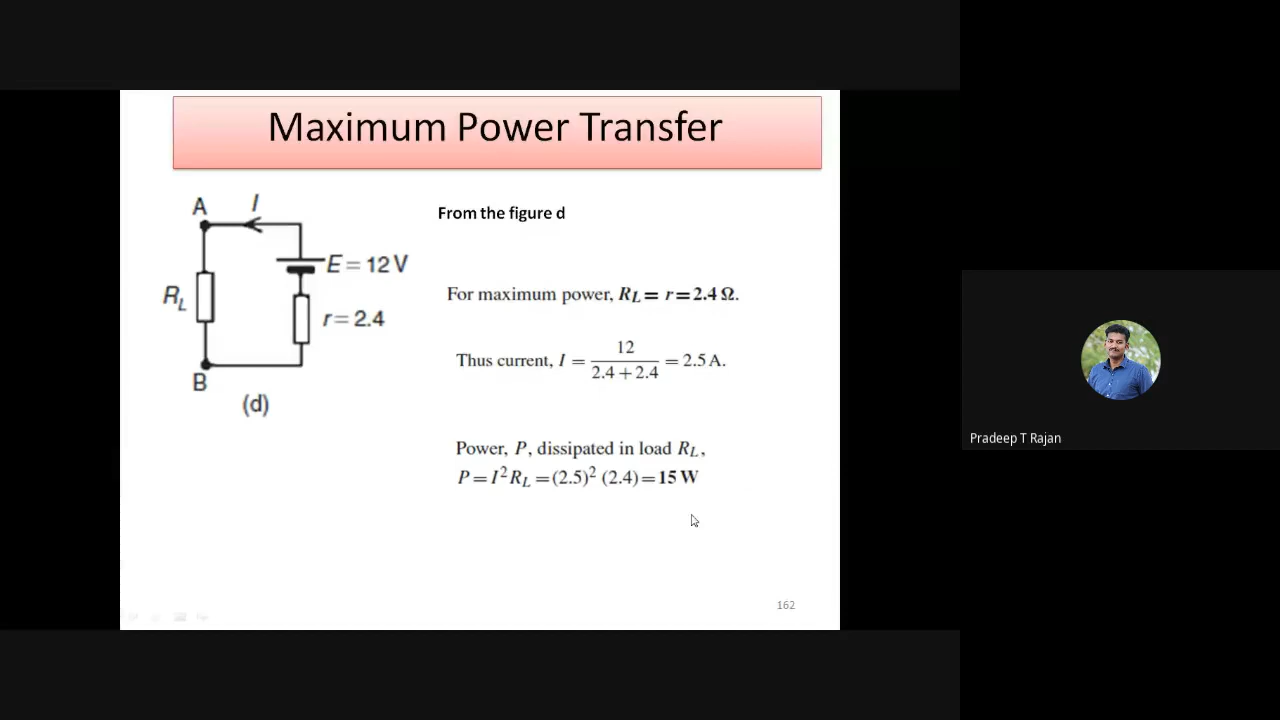 Maximum Power Transfer
A
I
From the figure d
E = 12 V
R_L
r = 2.4
B
(d)
For maximum power, R_L = r = 2.4 Ω.
Thus current, I = 12 / (2.4 + 2.4) = 2.5 A.
Power, P, dissipated in load R_L,
P = I² R_L = (2.5)² (2.4) = 15 W
162
Pradeep T Rajan